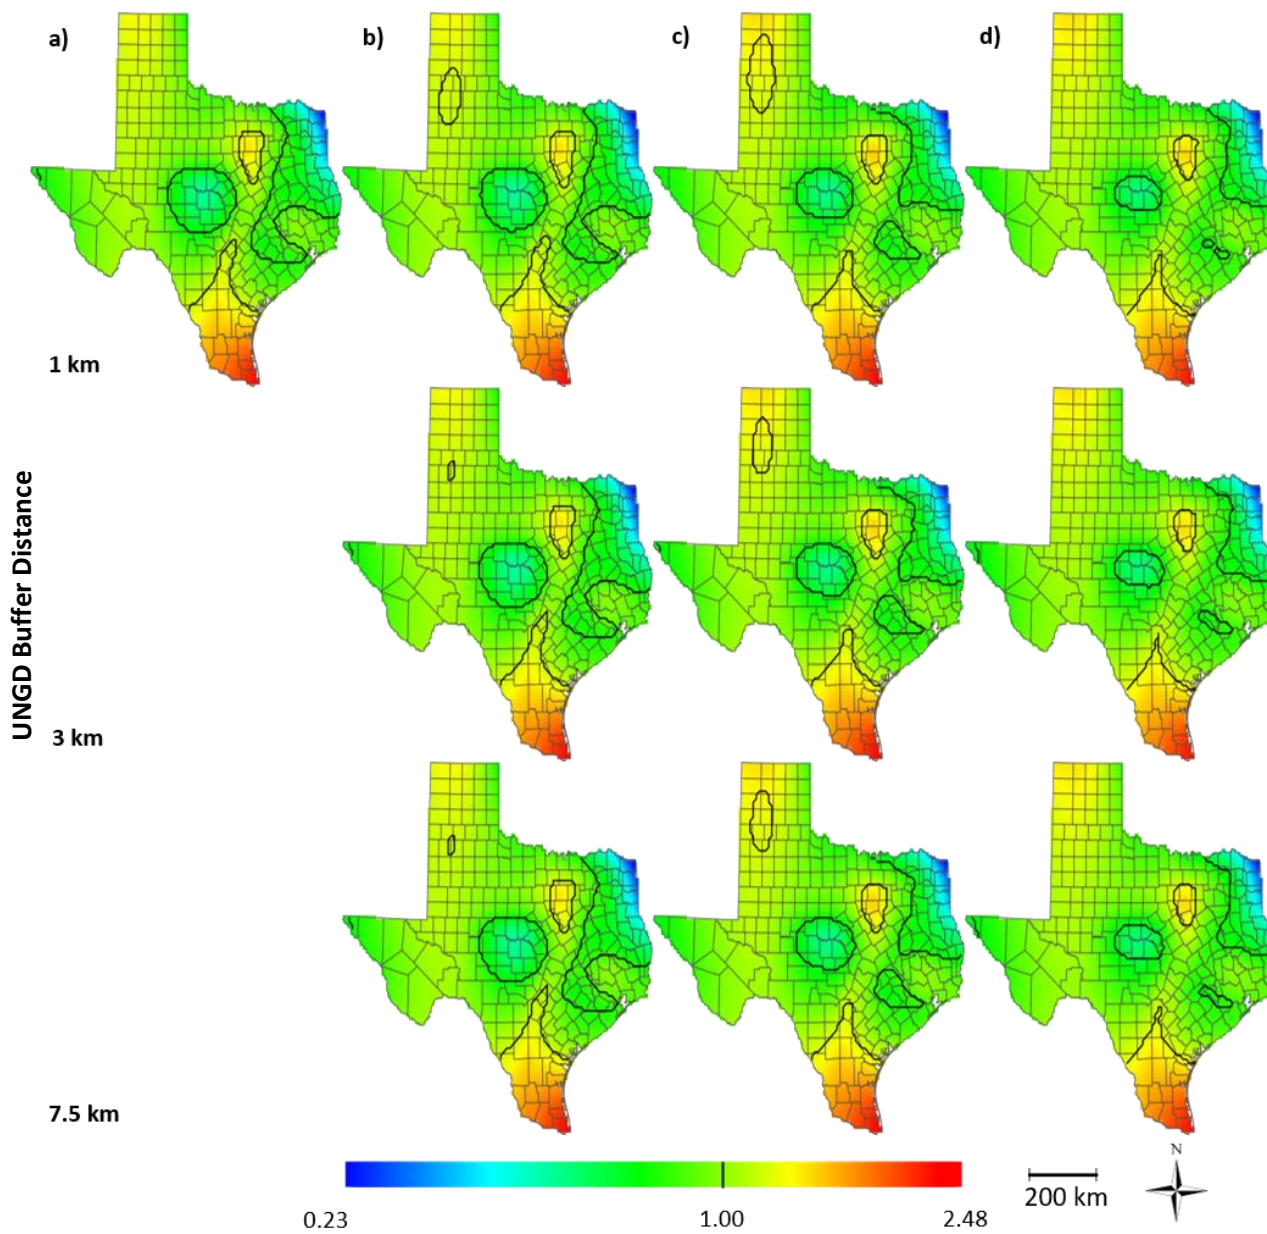 a)
b)
c)
d)
1 km
UNGD Buffer Distance
3 km
7.5 km
N
200 km
0.23
1.00
2.48